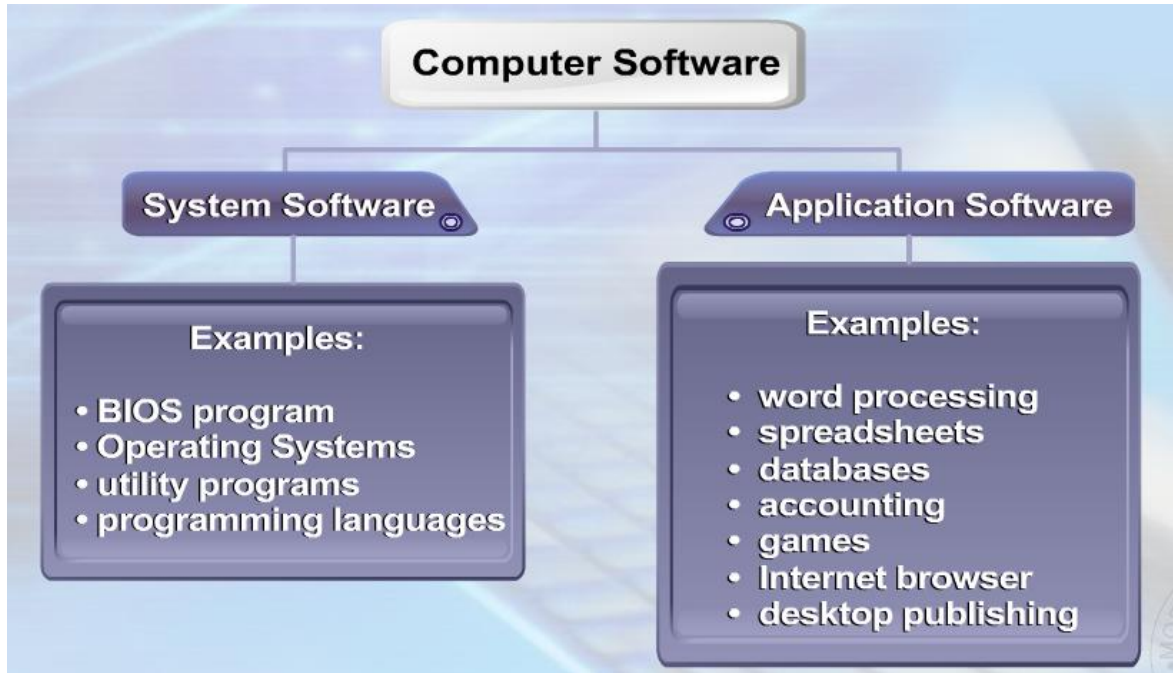 Computer Software
System Software
Application Software
Examples:
• BIOS program
• Operating Systems
• utility programs
• programming languages
Examples:
• word processing
• spreadsheets
• databases
• accounting
• games
• Internet browser
• desktop publishing